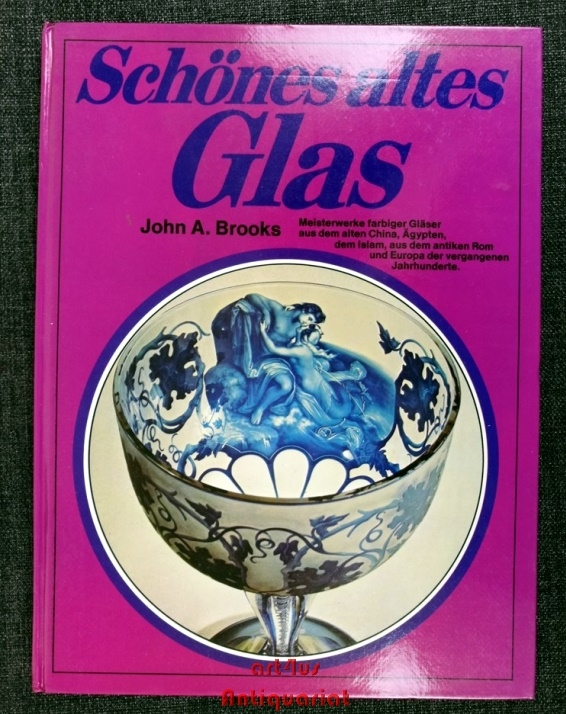 Schönes altes
Glas
John A. Brooks
Meisterwerke farbiger Gläser
aus dem alten China, Ägypten,
dem Islam, aus dem antiken Rom
und Europa der vergangenen
Jahrhunderte.
art4us
Antiquariat